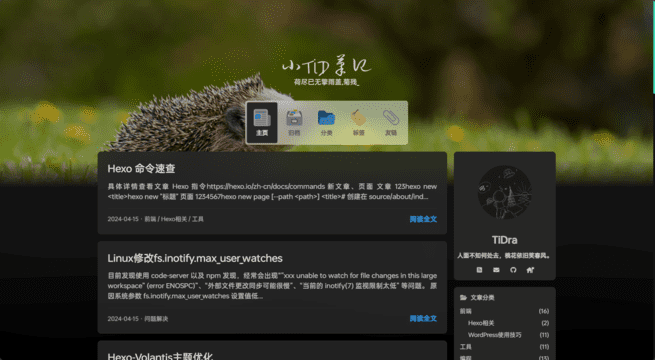 小TID笔记
荷尽已无擎雨盖,菊残_
主页
归档
分类
标签
友链
Hexo 命令速查
具体详情查看文章 Hexo 指令https://hexo.io/zh-cn/docs/commands 新文章、页面 文章 123hexo new
<title>hexo new "标题" 页面 1234567hexo new page [--path <path>] <title># 创建在 source/about/ind...
2024-04-15 · 前端 / Hexo相关 / 工具
阅读全文
TiDra
人面不知何处去，桃花依旧笑春风。
Linux修改fs.inotify.max_user_watches
目前发现使用 code-server 以及 npm 发现，经常会出现""xxx unable to watch for file changes in this large
workspace" (error ENOSPC)"、"外部文件更改同步可能很慢"、"当前的 inotify(7) 监视限制太低" 等问题。 原
因系统参数 fs.inotify.max_user_watches 设置值低...
2024-04-15 · 问题解决
阅读全文
文章分类
前端 (16)
Hexo相关 (2)
WordPress使用技巧 (11)
工具 (11)
编程 (15)
Hexo-Volantis主题优化